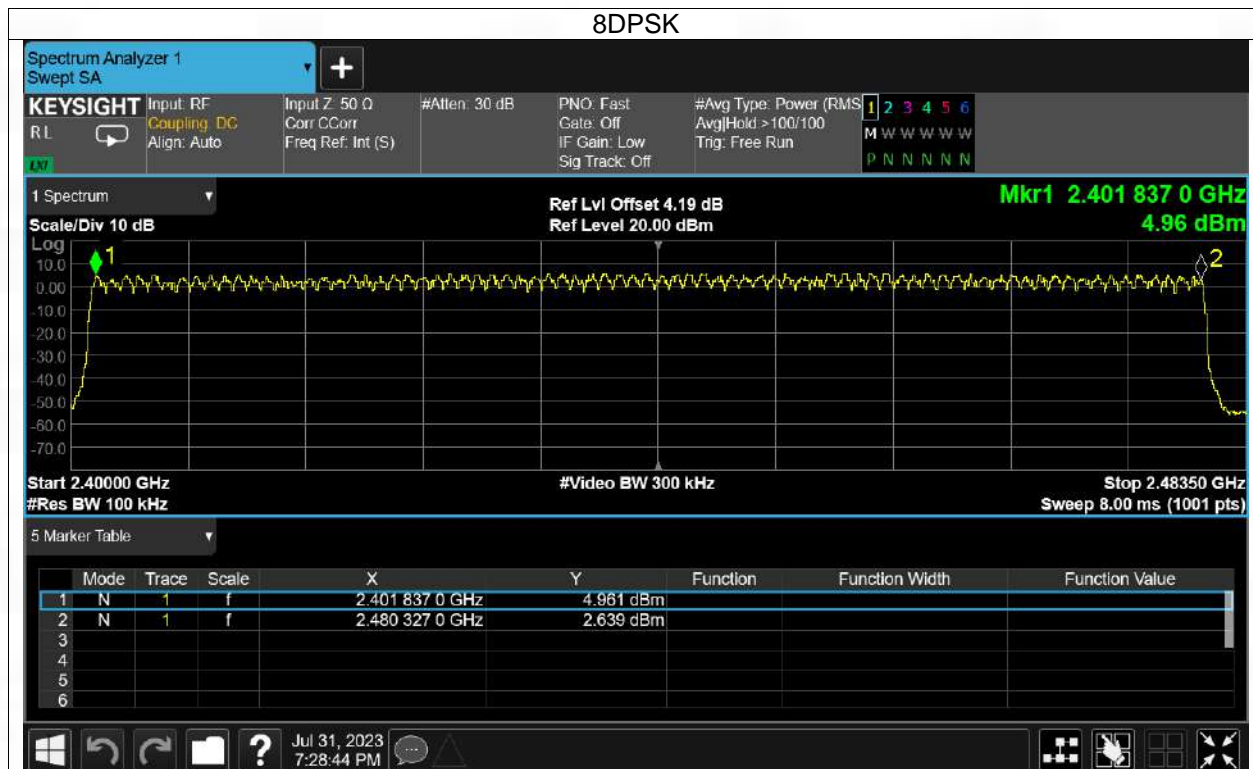 8DPSK
Spectrum Analyzer 1
Swept SA
+
KEYSIGHT Input: RF Input Z: 50 Ω #Atten: 30 dB PNO: Fast #Avg Type: Power (RMS 1 2 3 4 5 6
RL Coupling: DC Corr CCorr Gate: Off Avg|Hold:>100/100 M W W W W W
Align: Auto Freq Ref: Int (S) IF Gain: Low Trig: Free Run
LXI Sig Track: Off P N N N N N
1 Spectrum Ref Lvl Offset 4.19 dB Mkr1 2.401 837 0 GHz
Scale/Div 10 dB Ref Level 20.00 dBm 4.96 dBm
Log
10.0 1 2
0.00
-10.0
-20.0
-30.0
-40.0
-50.0
-60.0
-70.0
Start 2.40000 GHz #Video BW 300 kHz Stop 2.48350 GHz
#Res BW 100 kHz Sweep 8.00 ms (1001 pts)
5 Marker Table
Mode Trace Scale X Y Function Function Width Function Value
1 N 1 f 2.401 837 0 GHz 4.961 dBm
2 N 1 f 2.480 327 0 GHz 2.639 dBm
3
4
5
6
? Jul 31, 2023
7:28:44 PM